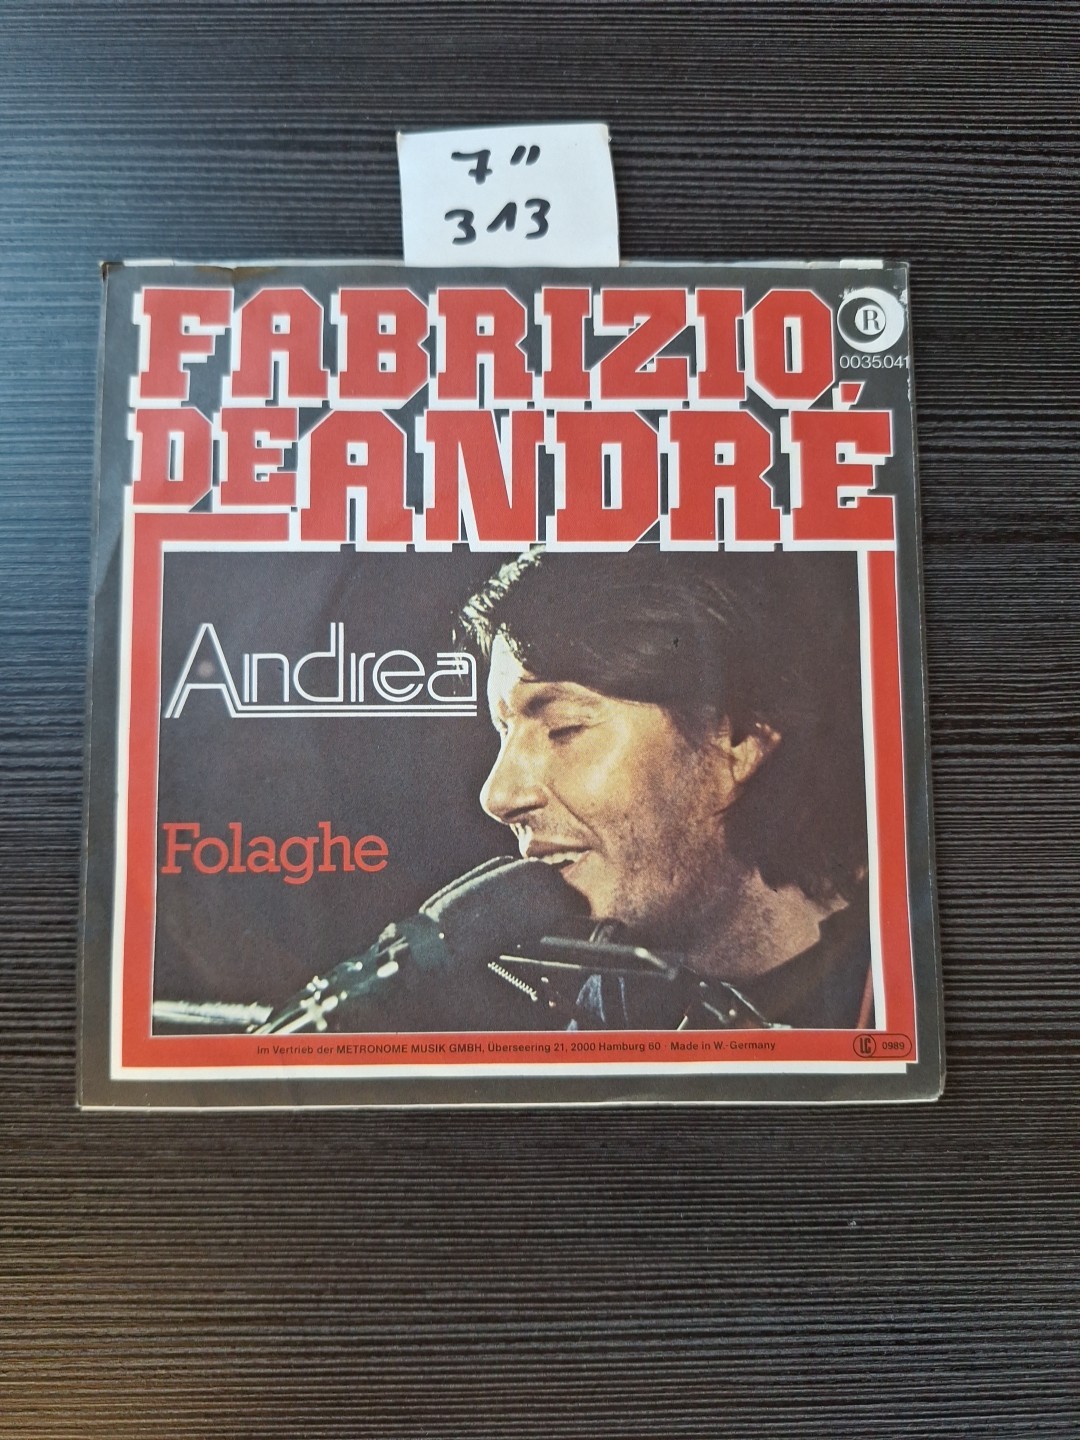 7"
313
FABRIZIO
DE ANDRÉ
R
0035.041
Andrea
Folaghe
im Vertrieb der METRONOME MUSIK GMBH, Überseering 21, 2000 Hamburg 60 · Made in W.-Germany
LC 0989